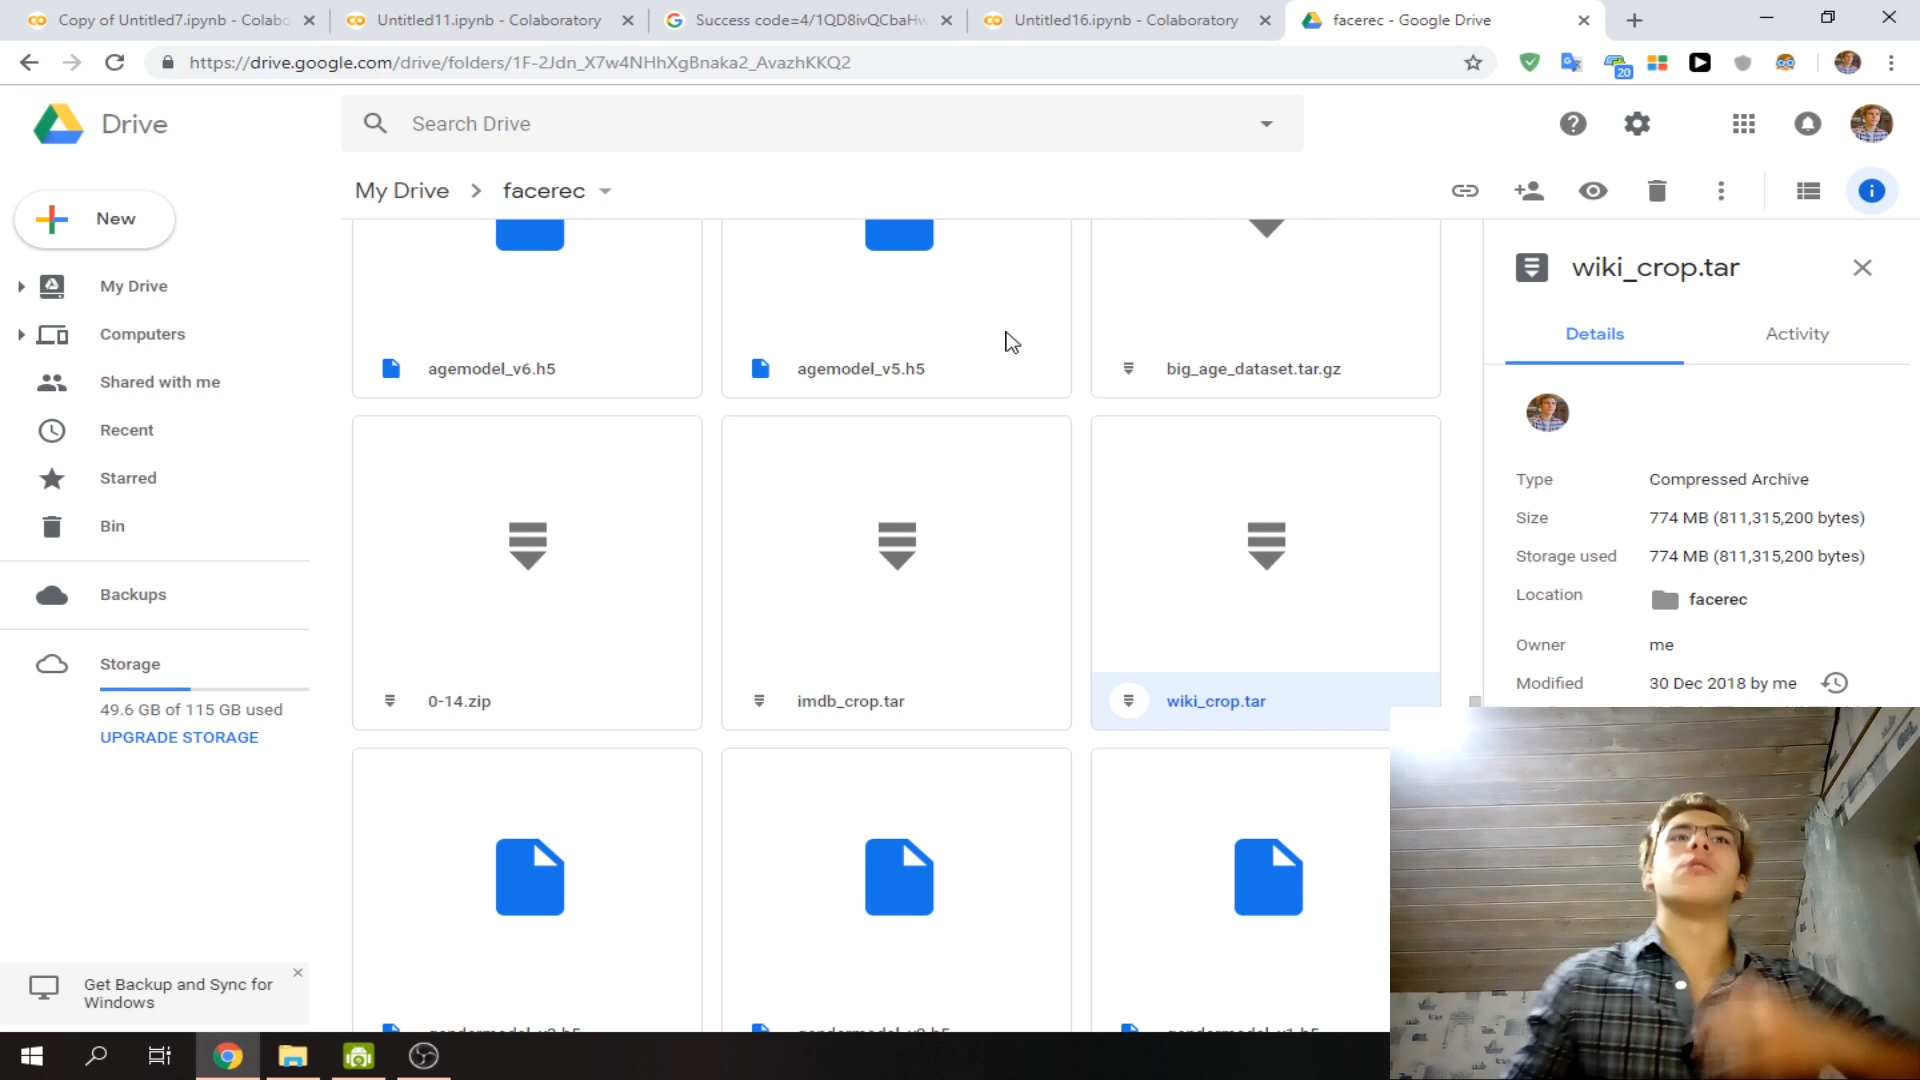 Copy of Untitled7.ipynb - Colabo
Untitled11.ipynb - Colaboratory
Success code=4/1QD8ivQCbaHw
Untitled16.ipynb - Colaboratory
facerec - Google Drive
https://drive.google.com/drive/folders/1F-2Jdn_X7w4NHhXgBnaka2_AvazhKKQ2
20
Drive
Search Drive
My Drive > facerec
New
My Drive
Computers
Shared with me
Recent
Starred
Bin
Backups
Storage
49.6 GB of 115 GB used
UPGRADE STORAGE
Get Backup and Sync for
Windows
agemodel_v6.h5
agemodel_v5.h5
big_age_dataset.tar.gz
0-14.zip
imdb_crop.tar
wiki_crop.tar
wiki_crop.tar
Details
Activity
Type
Compressed Archive
Size
774 MB (811,315,200 bytes)
Storage used
774 MB (811,315,200 bytes)
Location
facerec
Owner
me
Modified
30 Dec 2018 by me